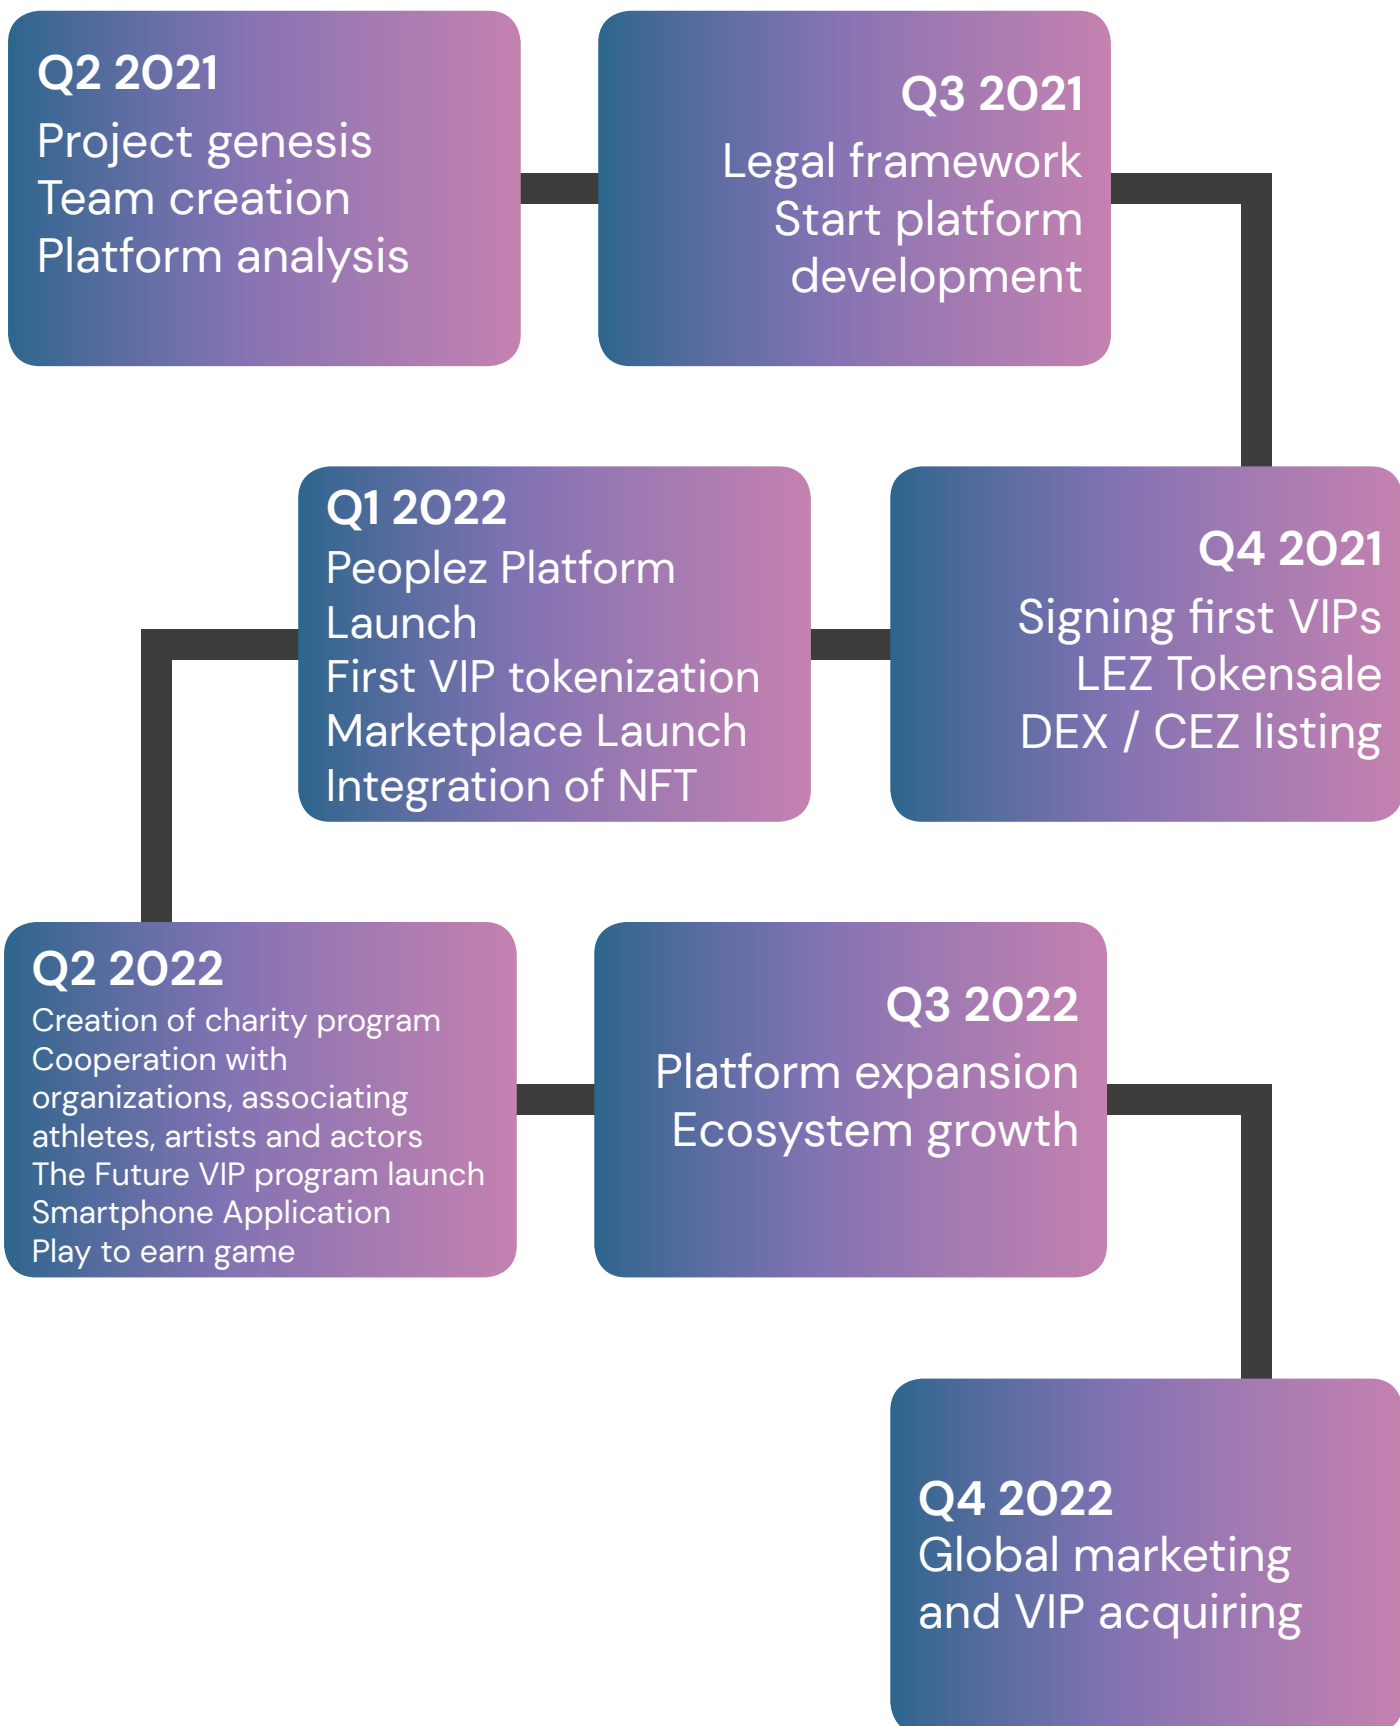 Q2 2021
Project genesis
Team creation
Platform analysis
Q3 2021
Legal framework
Start platform
development
Q4 2021
Signing first VIPs
LEZ Tokensale
DEX / CEZ listing
Q1 2022
Peoplez Platform
Launch
First VIP tokenization
Marketplace Launch
Integration of NFT
Q2 2022
Creation of charity program
Cooperation with
organizations, associating
athletes, artists and actors
The Future VIP program launch
Smartphone Application
Play to earn game
Q3 2022
Platform expansion
Ecosystem growth
Q4 2022
Global marketing
and VIP acquiring